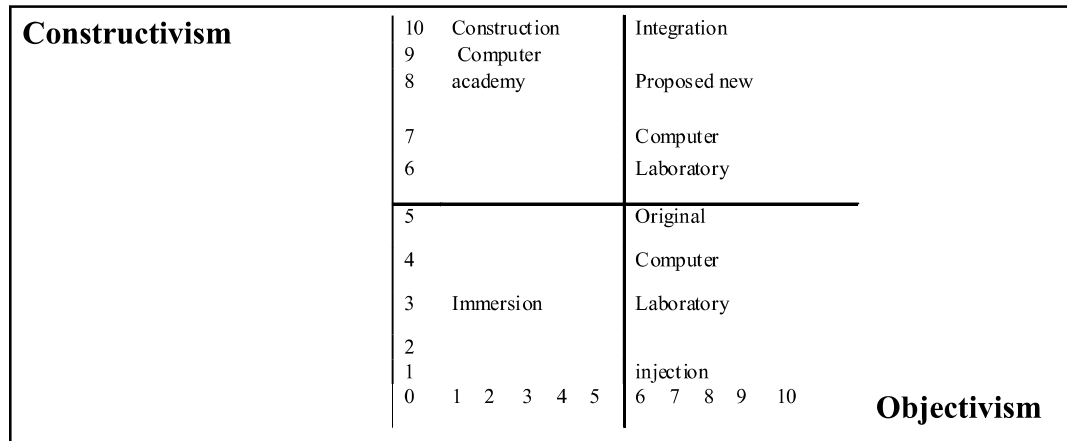 Constructivism
10 Construction Integration
9 Computer
8 academy Proposed new
7 Computer
6 Laboratory
5 Original
4 Computer
3 Immersion Laboratory
2
1 injection
0 1 2 3 4 5 6 7 8 9 10
Objectivism